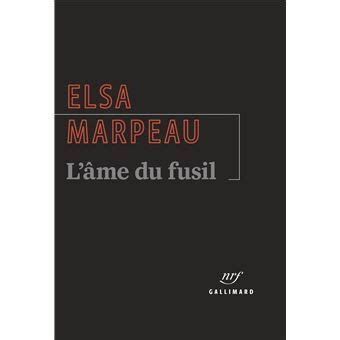 ELSA
MARPEAU
L'âme du fusil
nrf
GALLIMARD